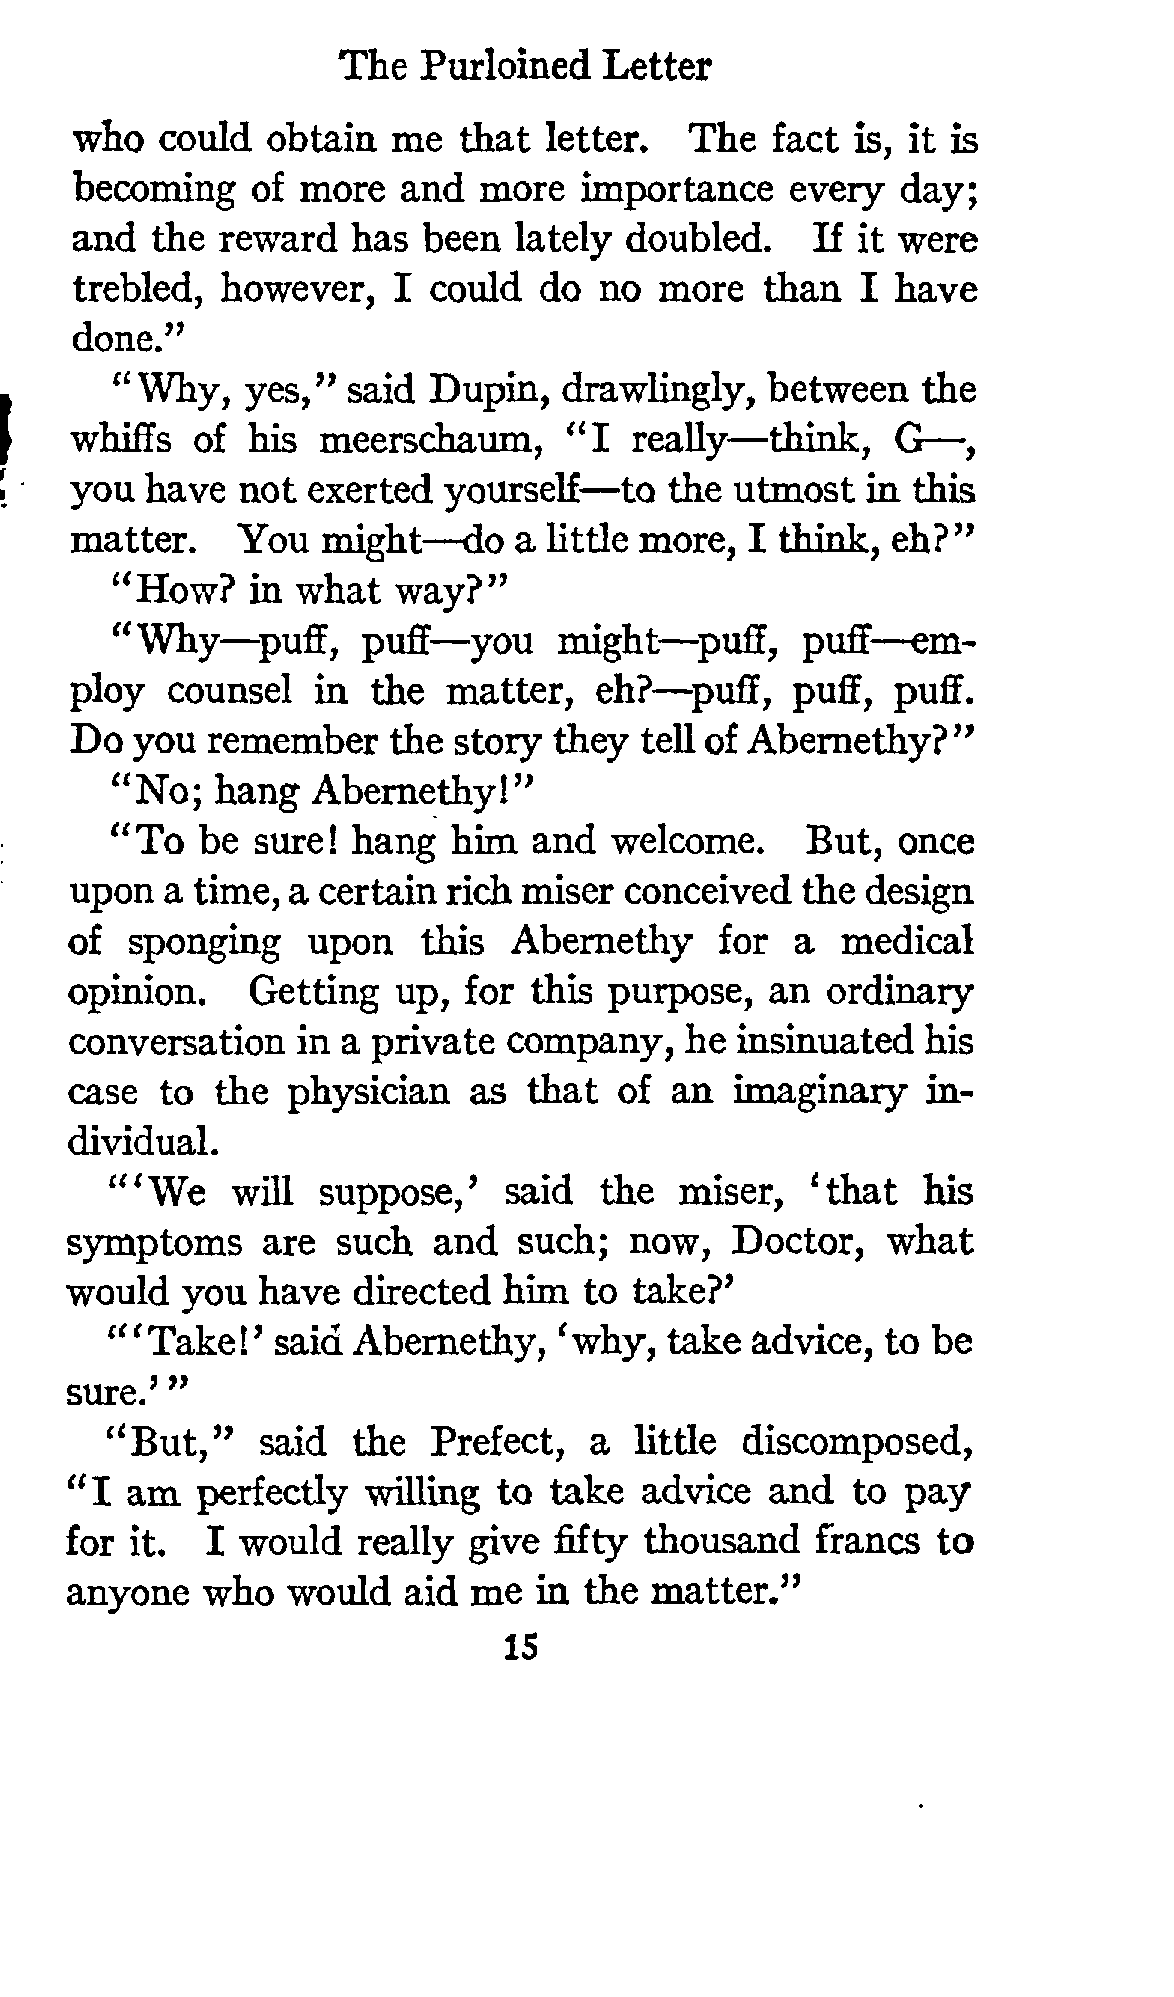 The Purloined Letter
who could obtain me that letter. The fact is, it is
becoming of more and more importance every day;
and the reward has been lately doubled. If it were
trebled, however, I could do no more than I have
done.”
“Why, yes,” said Dupin, drawlingly, between the
whiffs of his meerschaum, “I really—think, G—,
you have not exerted yourself—to the utmost in this
matter. You might—do a little more, I think, eh?”
“How? in what way?”
“Why—puff, puff—you might—puff, puff—em-
ploy counsel in the matter, eh?—puff, puff, puff.
Do you remember the story they tell of Abernethy?”
“No; hang Abernethy!”
“To be sure! hang him and welcome. But, once
upon a time, a certain rich miser conceived the design
of sponging upon this Abernethy for a medical
opinion. Getting up, for this purpose, an ordinary
conversation in a private company, he insinuated his
case to the physician as that of an imaginary in-
dividual.
“‘We will suppose,’ said the miser, ‘that his
symptoms are such and such; now, Doctor, what
would you have directed him to take?’
“‘Take!’ said Abernethy, ‘why, take advice, to be
sure.’”
“But,” said the Prefect, a little discomposed,
“I am perfectly willing to take advice and to pay
for it. I would really give fifty thousand francs to
anyone who would aid me in the matter.”
15